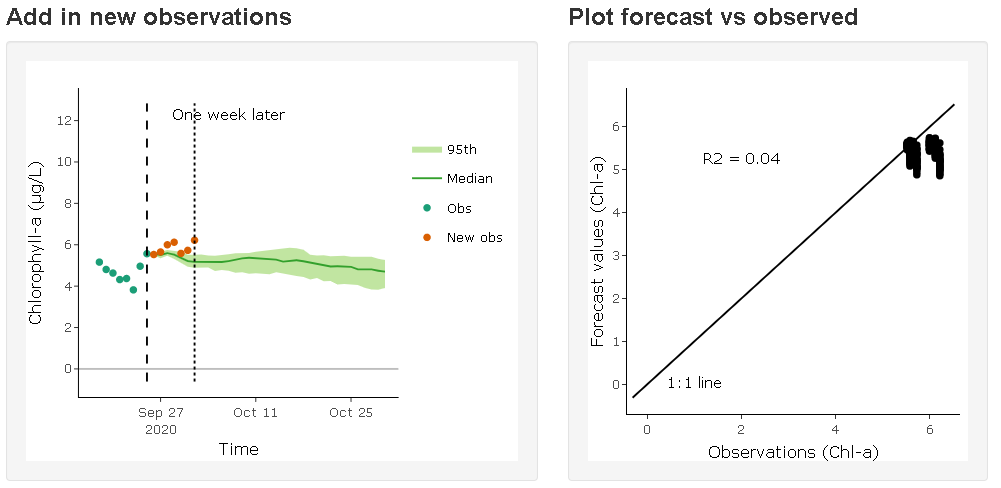 Add in new observations
One week later
12
10
8
6
4
2
0
Chlorophyll-a (µg/L)
Sep 27
2020
Oct 11
Oct 25
Time
95th
Median
Obs
New obs
Plot forecast vs observed
R2 = 0.04
6
5
4
3
2
1
0
Forecast values (Chl-a)
1:1 line
0
2
4
6
Observations (Chl-a)